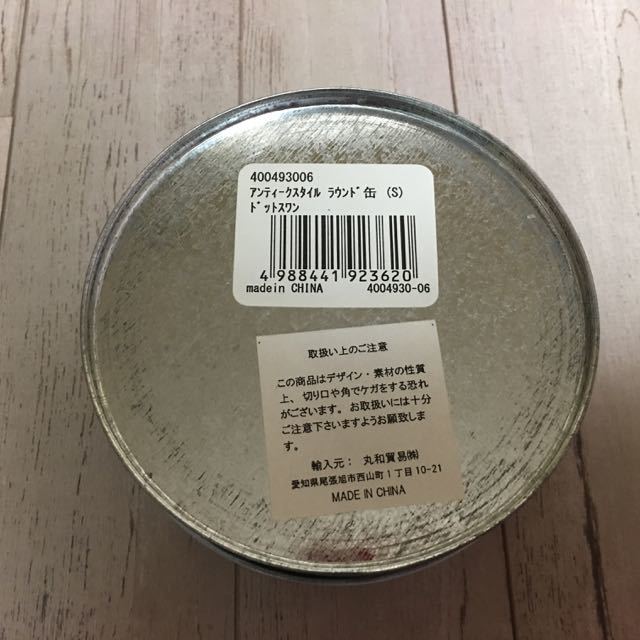 400493006
アンティークスタイル ラウンド缶 (S)
ドットスワン
4 988441 923620
madein CHINA 4004930-06
取扱い上のご注意
この商品はデザイン・素材の性質
上、切り口や角でケガをする恐れ
がございます。お取扱いには十分
ご注意下さいますようお願致しま
す。
輸入元： 丸和貿易㈱
愛知県尾張旭市西山町1丁目10-21
MADE IN CHINA